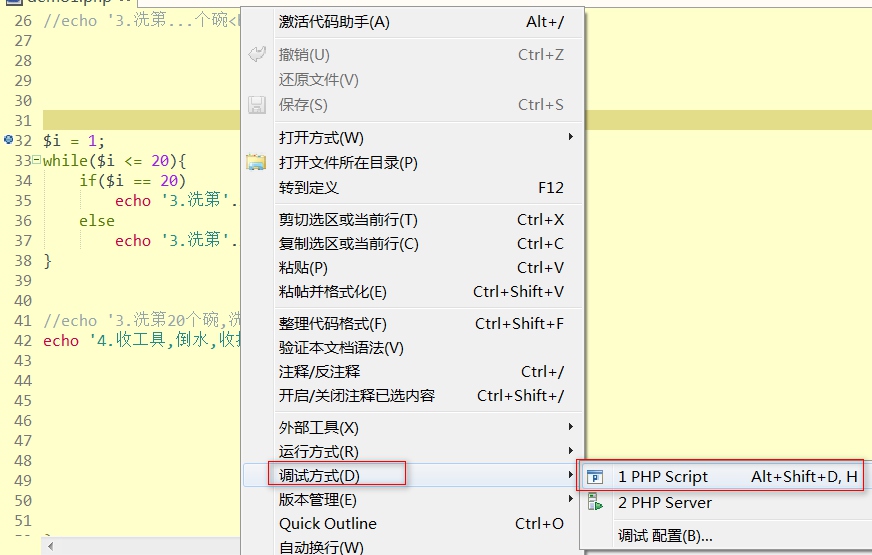 demo1.php
26 //echo '3.洗第...个碗<
27
28
29
30
31
32 $i = 1;
33 while($i <= 20){
34 if($i == 20)
35 echo '3.洗第'.
36 else
37 echo '3.洗第'.
38 }
39
40
41 //echo '3.洗第20个碗,洗
42 echo '4.收工具,倒水,收
43
44
45
46
47
48
49
50
51
激活代码助手(A) Alt+/
撤销(U) Ctrl+Z
还原文件(V)
保存(S) Ctrl+S
打开方式(W)
打开文件所在目录(P)
转到定义 F12
剪切选区或当前行(T) Ctrl+X
复制选区或当前行(C) Ctrl+C
粘贴(P) Ctrl+V
粘帖并格式化(E) Ctrl+Shift+V
整理代码格式(F) Ctrl+Shift+F
验证本文档语法(V)
注释/反注释 Ctrl+/
开启/关闭注释已选内容 Ctrl+Shift+/
外部工具(X)
运行方式(R)
调试方式(D)
版本管理(E)
Quick Outline Ctrl+O
自动换行(W)
1 PHP Script Alt+Shift+D, H
2 PHP Server
调试 配置(B)...